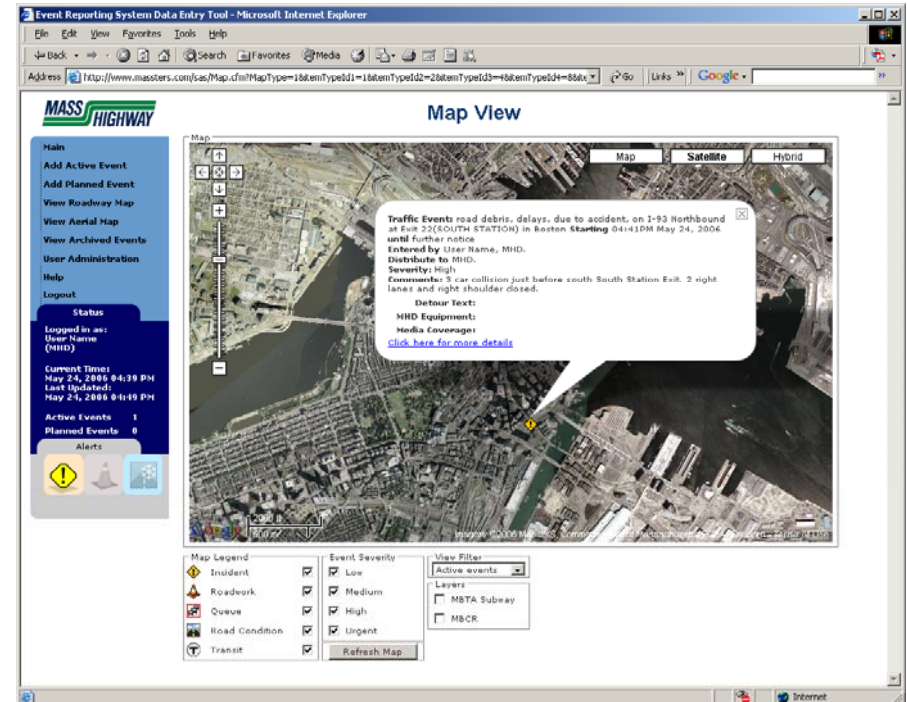 Event Reporting System Data Entry Tool - Microsoft Internet Explorer
File Edit View Favorites Tools Help
Back Search Favorites Media
Address http://www.massters.com/sas/Map.cfm?MapType=1&itemTypeId1=1&itemTypeId2=2&itemTypeId3=4&itemTypeId4=8&ite Go Links » Google »
MASS HIGHWAY
Map View
Main
Add Active Event
Add Planned Event
View Roadway Map
View Aerial Map
View Archived Events
User Administration
Help
Logout
Status
Logged in as:
User Name
(MHD)
Current Time:
May 24, 2006 04:39 PM
Last Updated:
May 24, 2006 04:49 PM
Active Events 1
Planned Events 0
Alerts
Map
Map Satellite Hybrid
Traffic Event: road debris, delays, due to accident, on I-93 Northbound
at Exit 22(SOUTH STATION) in Boston Starting 04:41PM May 24, 2006
until further notice
Entered by User Name, MHD.
Distribute to MHD.
Severity: High
Comments: 3 car collision just before south South Station Exit. 2 right
lanes and right shoulder closed.
Detour Text:
MHD Equipment:
Media Coverage:
Click here for more details
2000 ft
500 m
Map Legend
Incident
Roadwork
Queue
Road Condition
Transit
Event Severity
Low
Medium
High
Urgent
Refresh Map
View Filter
Active events
Layers
MBTA Subway
MBCR
Internet